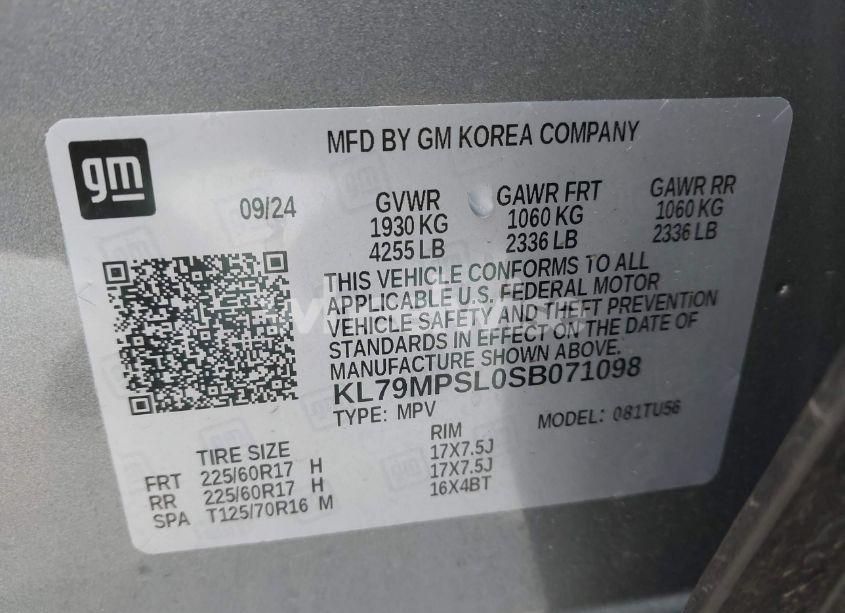 gm
MFD BY GM KOREA COMPANY
09/24
GVWR GAWR FRT GAWR RR
1930 KG 1060 KG 1060 KG
4255 LB 2336 LB 2336 LB
THIS VEHICLE CONFORMS TO ALL
APPLICABLE U.S. FEDERAL MOTOR
VEHICLE SAFETY AND THEFT PREVENTION
STANDARDS IN EFFECT ON THE DATE OF
MANUFACTURE SHOWN ABOVE.
KL79MPSL0SB071098
TYPE: MPV MODEL: 081TU56
TIRE SIZE RIM
FRT 225/60R17 H 17X7.5J
RR 225/60R17 H 17X7.5J
SPA T125/70R16 M 16X4BT